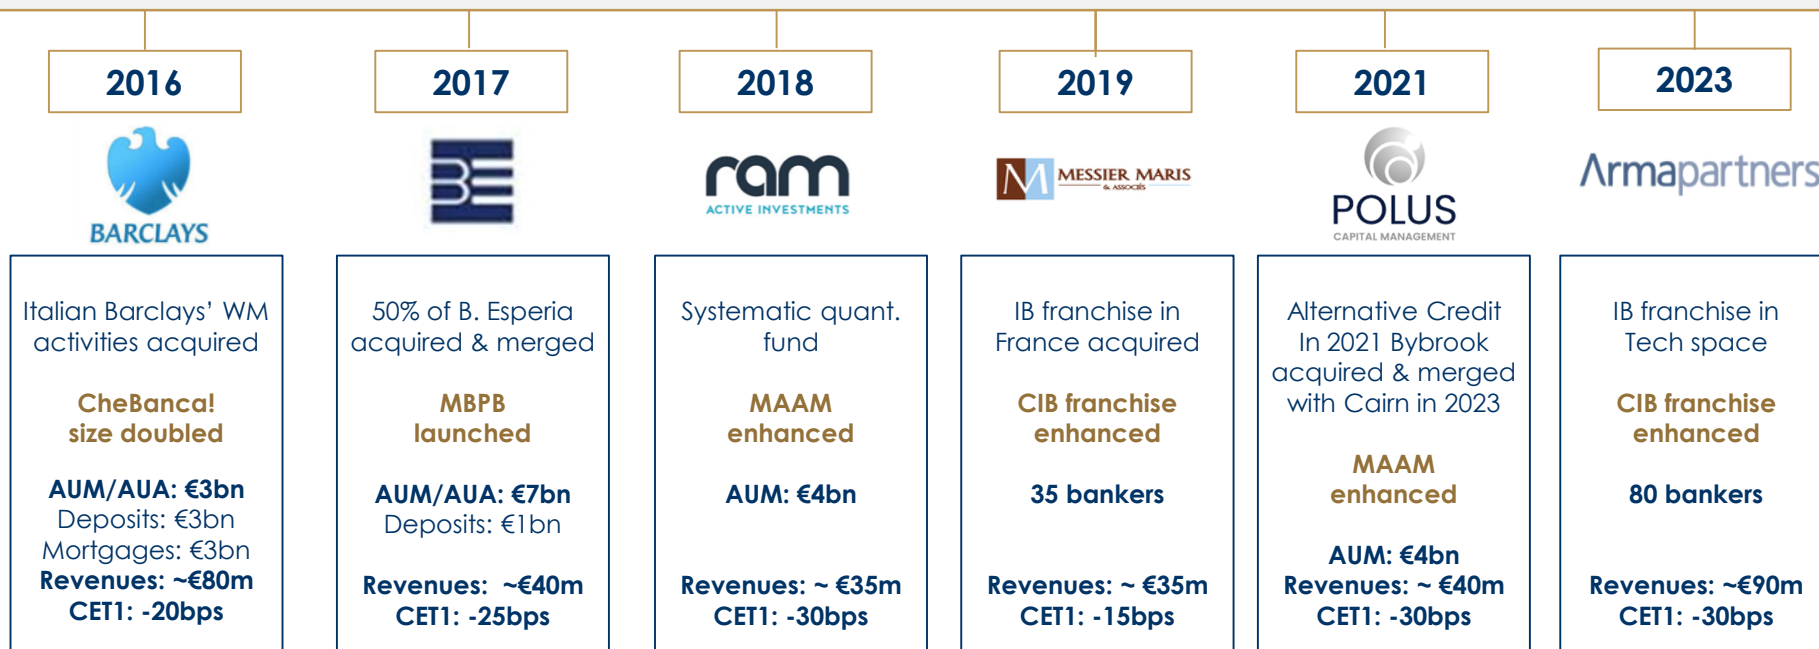 2016
BARCLAYS
Italian Barclays' WM
activities acquired
CheBanca!
size doubled
AUM/AUA: €3bn
Deposits: €3bn
Mortgages: €3bn
Revenues: ~€80m
CET1: -20bps
2017
BE
50% of B. Esperia
acquired & merged
MBPB
launched
AUM/AUA: €7bn
Deposits: €1bn
Revenues: ~€40m
CET1: -25bps
2018
ram
ACTIVE INVESTMENTS
Systematic quant.
fund
MAAM
enhanced
AUM: €4bn
Revenues: ~ €35m
CET1: -30bps
2019
M MESSIER MARIS
& ASSOCIÉS
IB franchise in
France acquired
CIB franchise
enhanced
35 bankers
Revenues: ~ €35m
CET1: -15bps
2021
POLUS
CAPITAL MANAGEMENT
Alternative Credit
In 2021 Bybrook
acquired & merged
with Cairn in 2023
MAAM
enhanced
AUM: €4bn
Revenues: ~ €40m
CET1: -30bps
2023
Armapartners
IB franchise in
Tech space
CIB franchise
enhanced
80 bankers
Revenues: ~€90m
CET1: -30bps